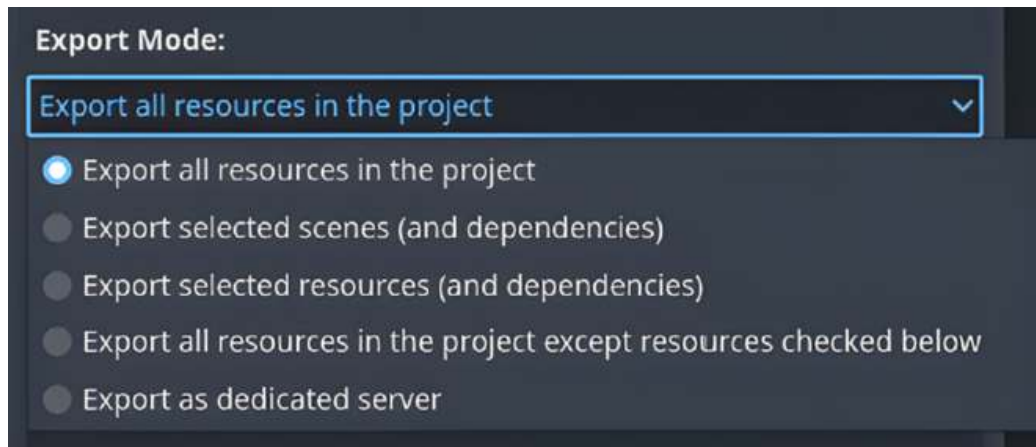 Export Mode:
Export all resources in the project
Export all resources in the project
Export selected scenes (and dependencies)
Export selected resources (and dependencies)
Export all resources in the project except resources checked below
Export as dedicated server